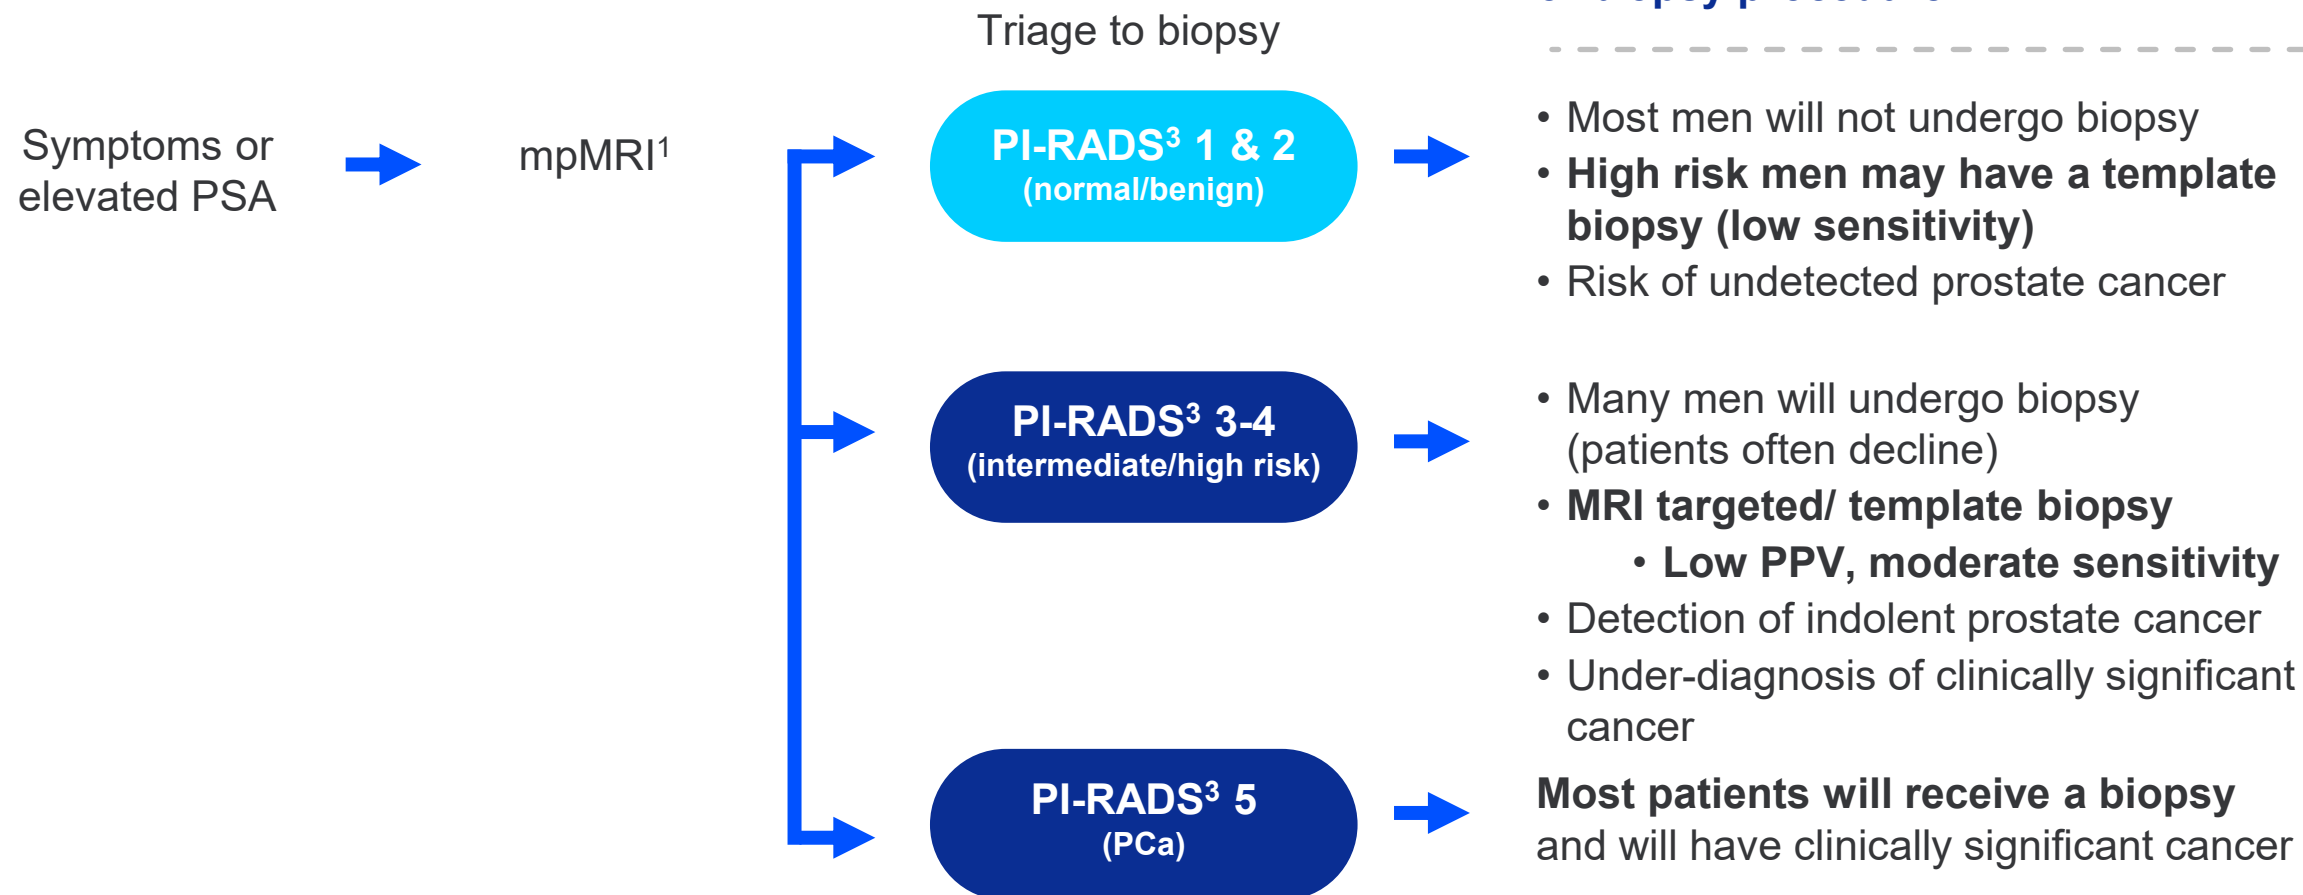 Triage to biopsy
Symptoms or
elevated PSA
mpMRI¹
PI-RADS³ 1 & 2
(normal/benign)
• Most men will not undergo biopsy
• High risk men may have a template
biopsy (low sensitivity)
• Risk of undetected prostate cancer
PI-RADS³ 3-4
(intermediate/high risk)
• Many men will undergo biopsy
(patients often decline)
• MRI targeted/ template biopsy
• Low PPV, moderate sensitivity
• Detection of indolent prostate cancer
• Under-diagnosis of clinically significant
cancer
PI-RADS³ 5
(PCa)
Most patients will receive a biopsy
and will have clinically significant cancer